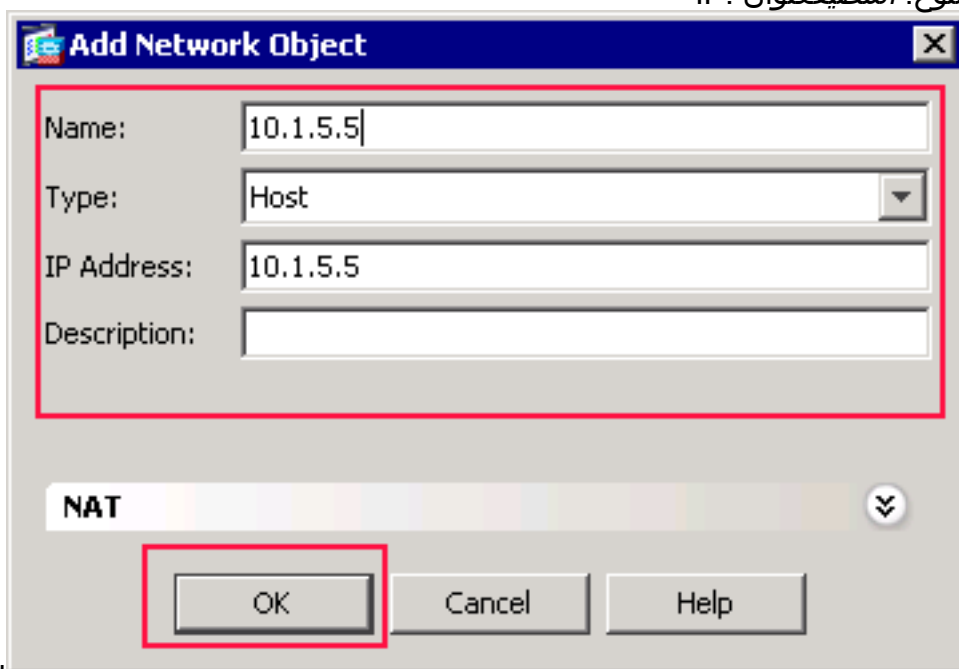 Add Network Object
Name: 10.1.5.5
Type: Host
IP Address: 10.1.5.5
Description:
NAT
OK Cancel Help